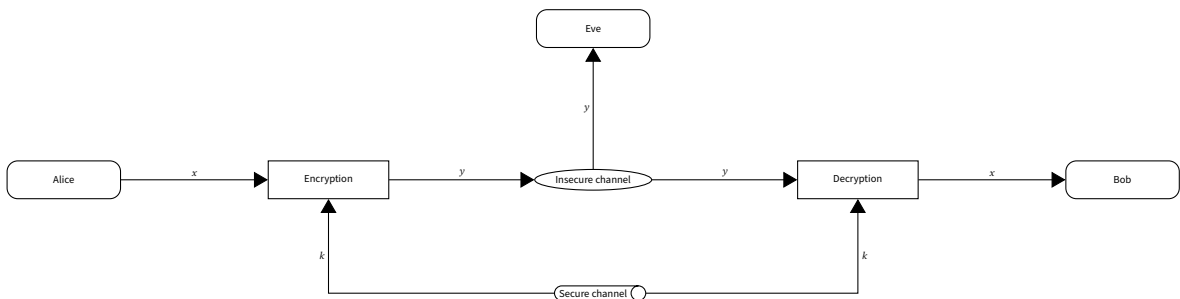 Eve
y
Alice
x
Encryption
y
Insecure channel
y
Decryption
x
Bob
k
k
Secure channel